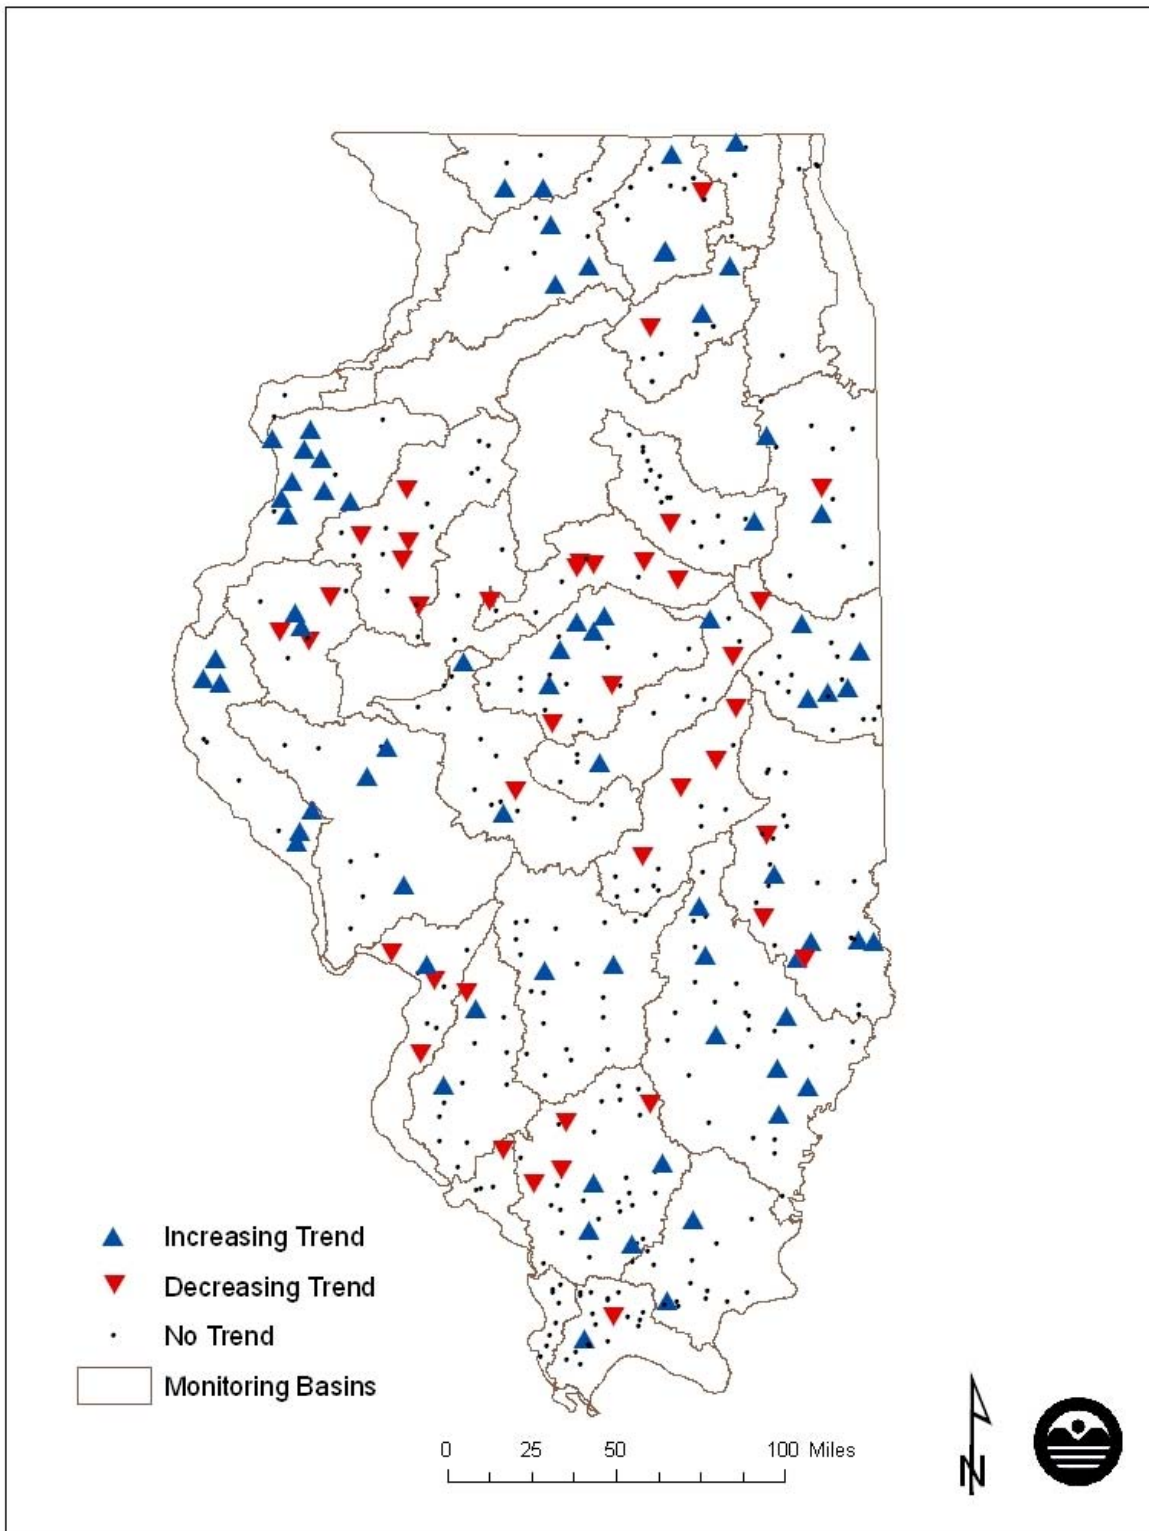 Increasing Trend
Decreasing Trend
No Trend
Monitoring Basins
0 25 50 100 Miles
N